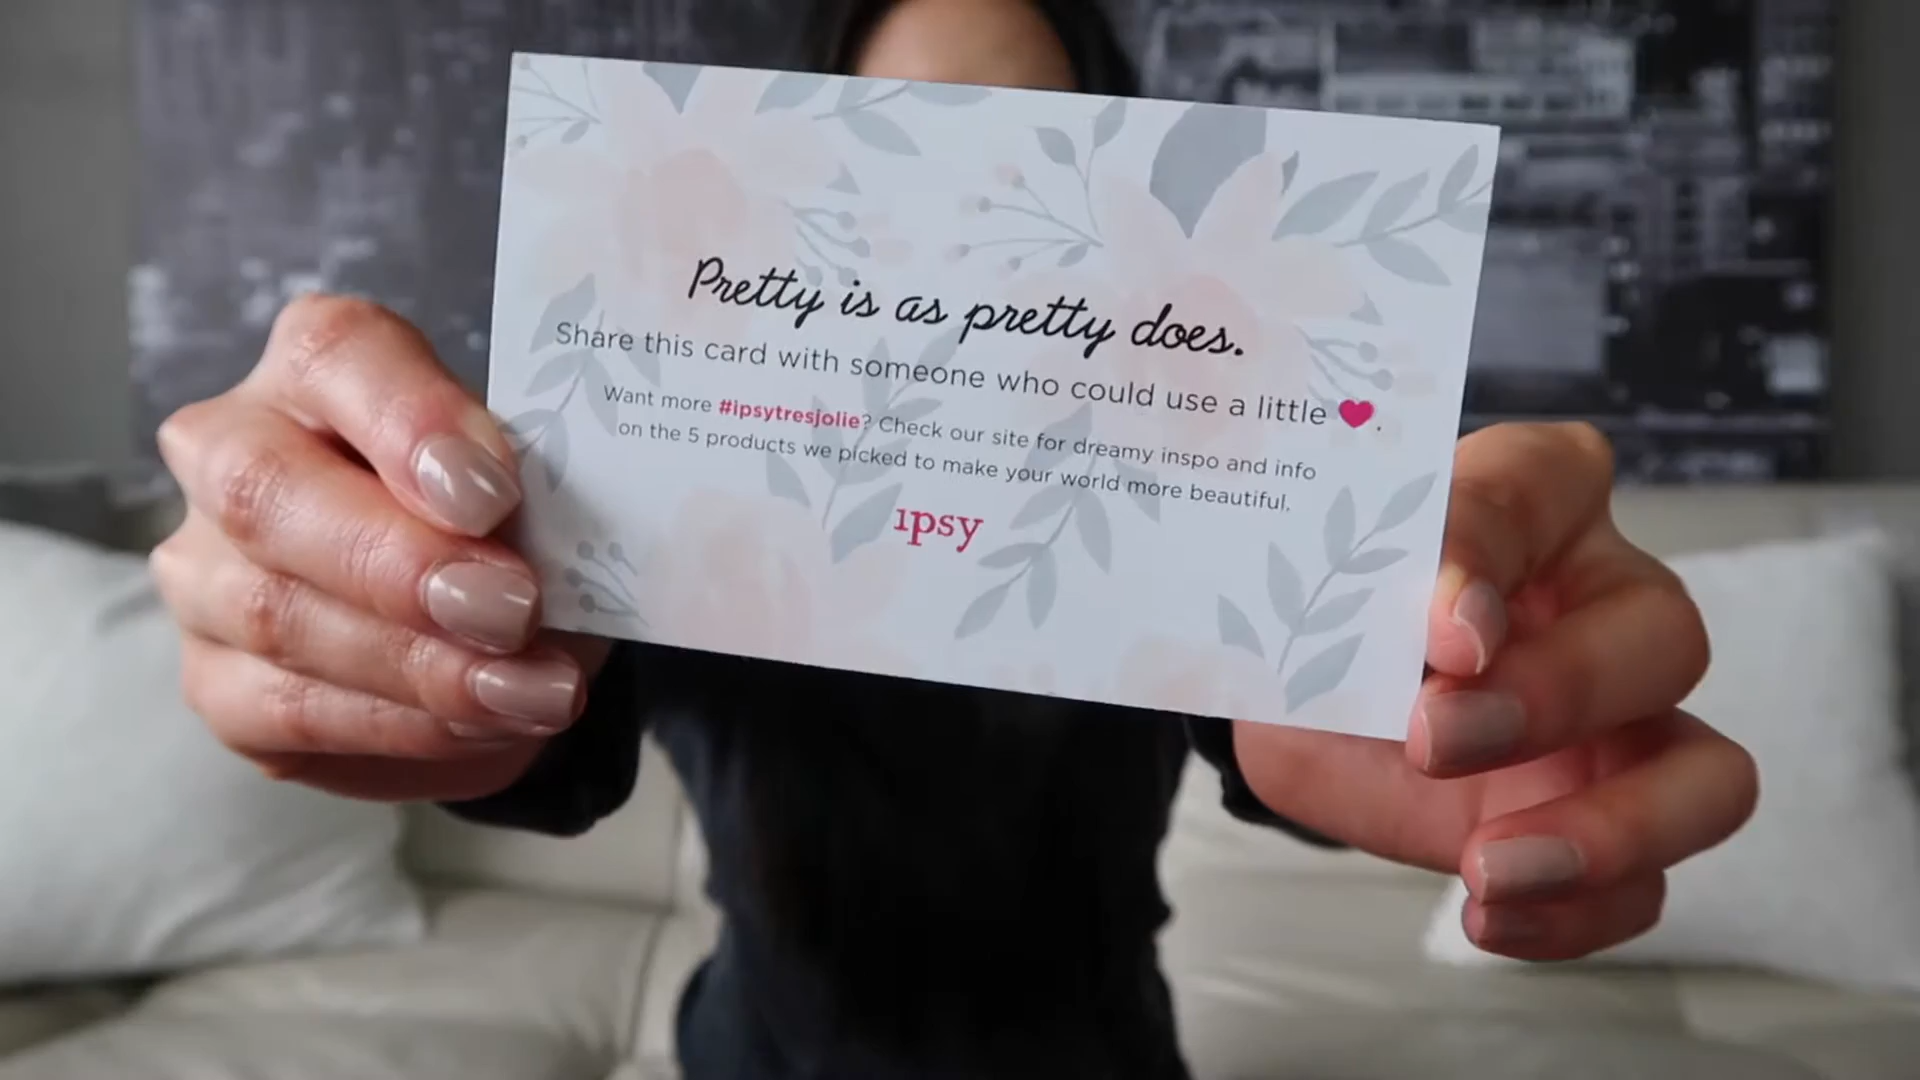 Pretty is as pretty does.
Share this card with someone who could use a little ❤.
Want more #ipsytresjolie? Check our site for dreamy inspo and info
on the 5 products we picked to make your world more beautiful.
ipsy